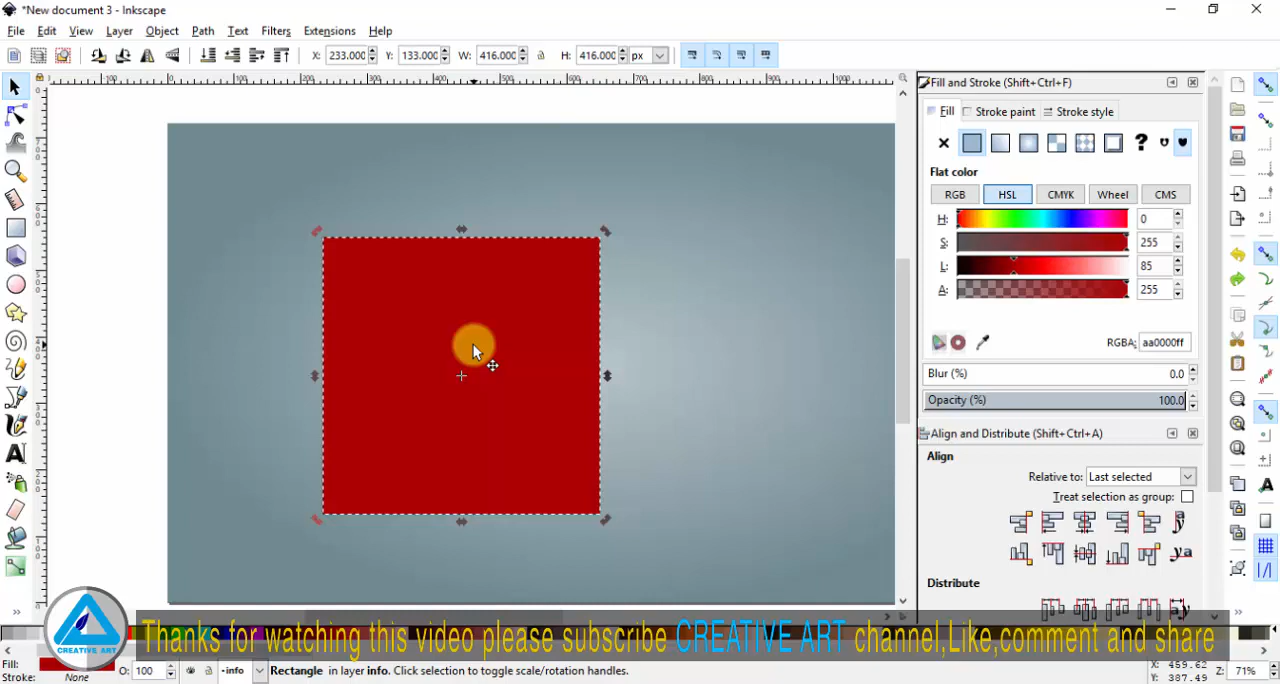 *New document 3 - Inkscape
File Edit View Layer Object Path Text Filters Extensions Help
X: 233.000 Y: 133.000 W: 416.000 H: 416.000 px
Fill and Stroke (Shift+Ctrl+F)
Fill Stroke paint Stroke style
Flat color
RGB HSL CMYK Wheel CMS
H: 0
S: 255
L: 85
A: 255
RGBA: aa0000ff
Blur (%) 0.0
Opacity (%) 100.0
Align and Distribute (Shift+Ctrl+A)
Align
Relative to: Last selected
Treat selection as group:
Distribute
Thanks for watching this video please subscribe CREATIVE ART channel,Like,comment and share
CREATIVE ART
Fill: O: 100 info Rectangle in layer info. Click selection to toggle scale/rotation handles. X: 459.62 Z: 71%
Stroke: None Y: 387.49